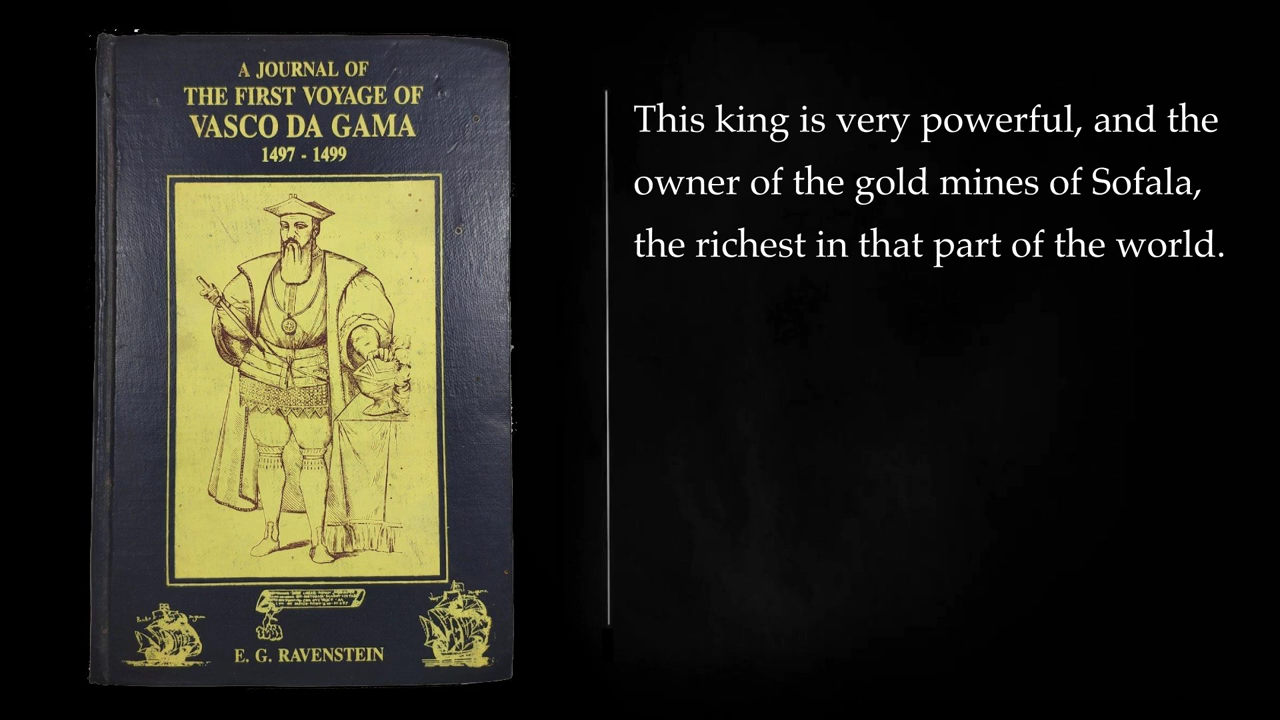 A JOURNAL OF
THE FIRST VOYAGE OF
VASCO DA GAMA
1497 - 1499
E. G. RAVENSTEIN
This king is very powerful, and the
owner of the gold mines of Sofala,
the richest in that part of the world.